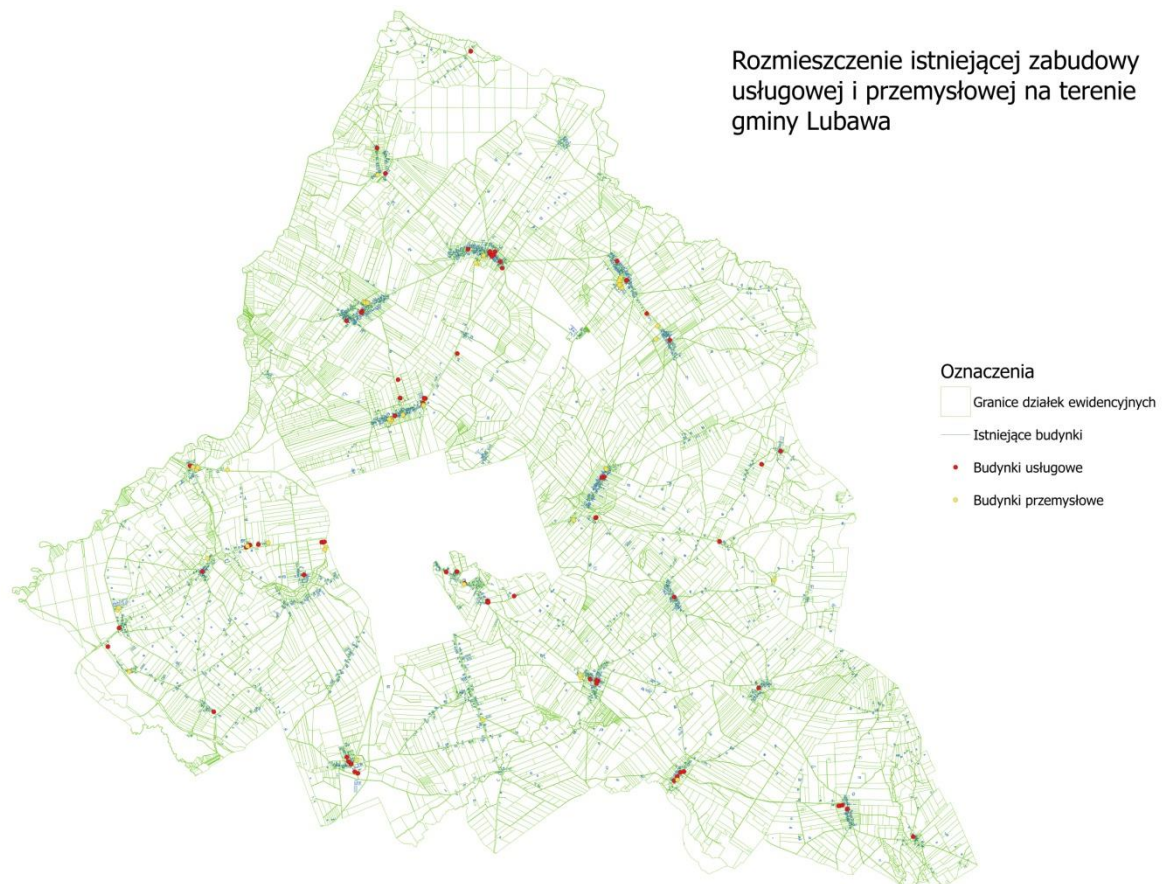 Rozmieszczenie istniejącej zabudowy
usługowej i przemysłowej na terenie
gminy Lubawa
Oznaczenia
Granice działek ewidencyjnych
Istniejące budynki
Budynki usługowe
Budynki przemysłowe